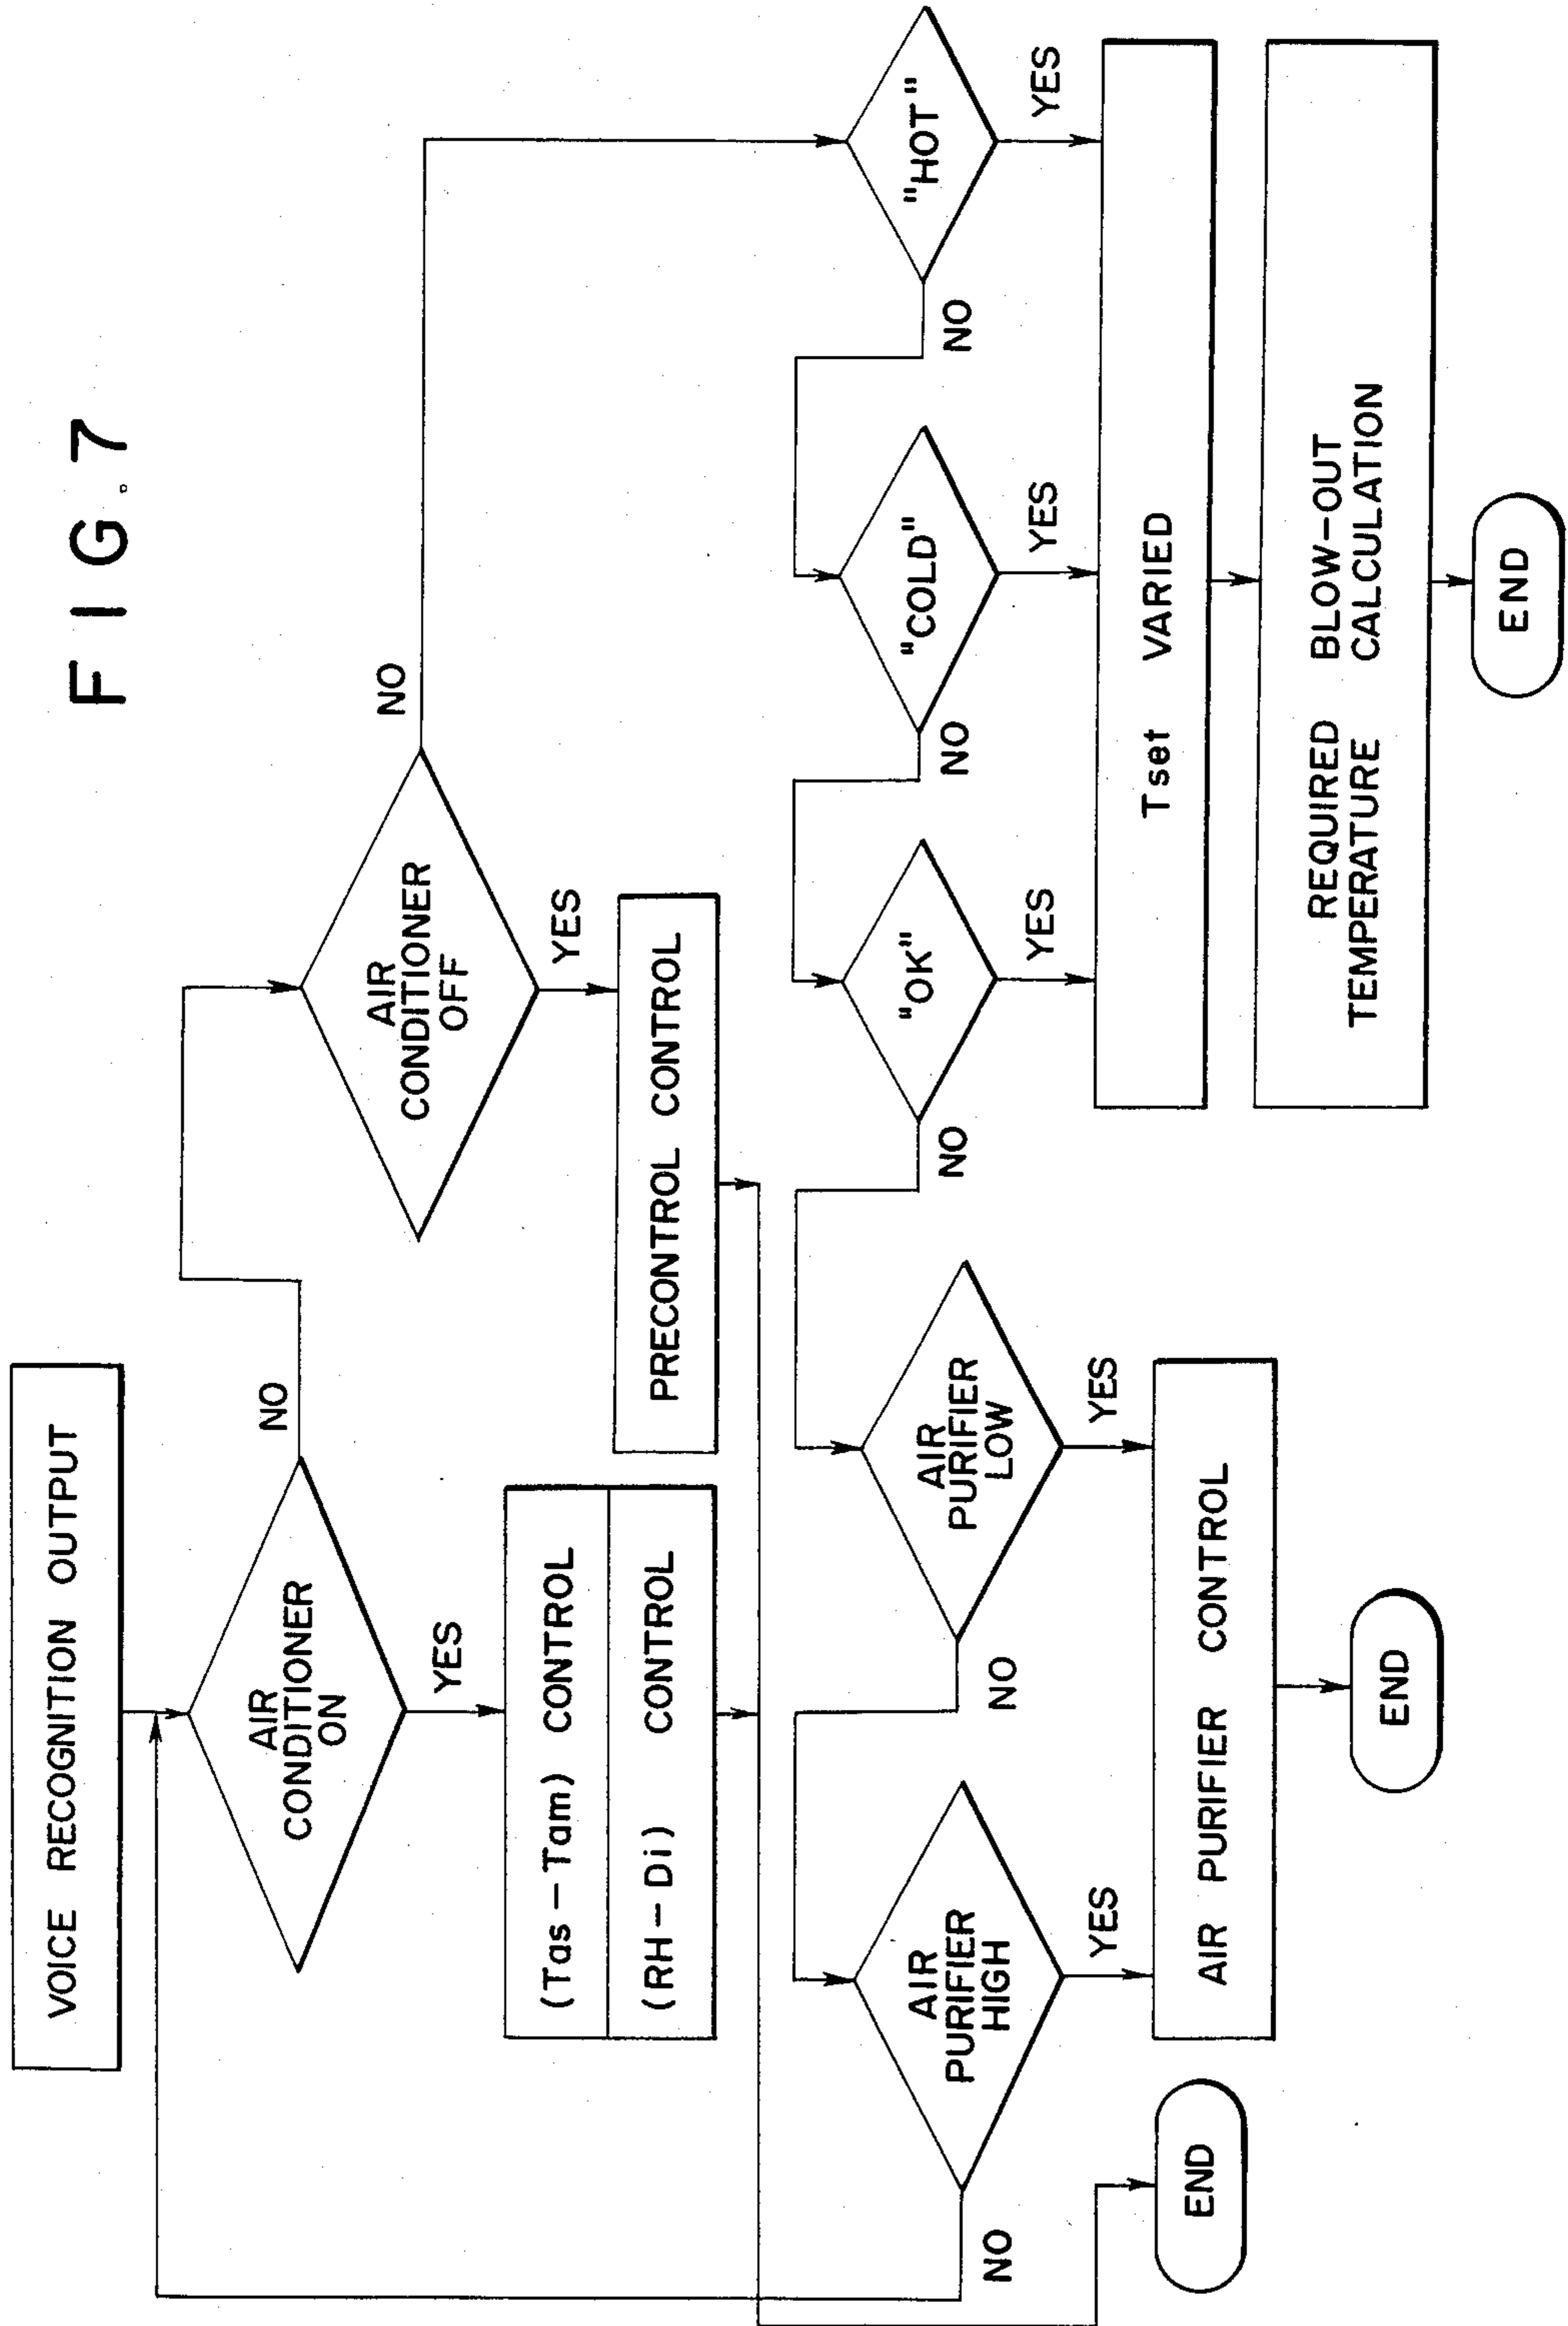 FIG. 7
VOICE RECOGNITION OUTPUT
AIR
CONDITIONER
ON
NO
YES
(Tas-Tam) CONTROL
(RH-Di) CONTROL
AIR
CONDITIONER
OFF
NO
YES
PRECONTROL CONTROL
"HOT"
NO
YES
"COLD"
NO
YES
"OK"
NO
YES
Tset VARIED
REQUIRED BLOW-OUT
TEMPERATURE CALCULATION
END
AIR
PURIFIER
LOW
NO
YES
AIR
PURIFIER
HIGH
NO
YES
AIR PURIFIER CONTROL
END
END